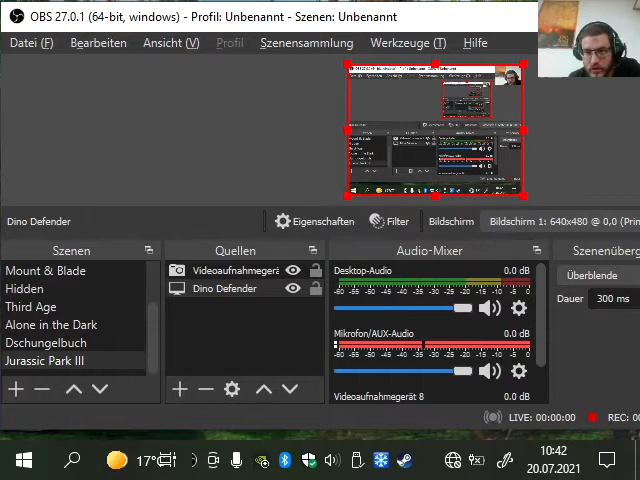 OBS 27.0.1 (64-bit, windows) - Profil: Unbenannt - Szenen: Unbenannt
Datei (F) Bearbeiten Ansicht (V) Profil Szenensammlung Werkzeuge (T) Hilfe
Dino Defender Eigenschaften Filter Bildschirm Bildschirm 1: 640x480 @ 0,0 (Prin
Szenen Quellen Audio-Mixer Szenenüberg
Mount & Blade
Hidden
Third Age
Alone in the Dark
Dschungelbuch
Jurassic Park III
Videoaufnahmegerä
Dino Defender
Desktop-Audio 0.0 dB
-60 -55 -50 -45 -40 -35 -30 -25 -20 -15 -10 -5 0
Mikrofon/AUX-Audio 0.0 dB
-60 -55 -50 -45 -40 -35 -30 -25 -20 -15 -10 -5 0
Videoaufnahmegerät 8 0.0 dB
Überblende
Dauer 300 ms
LIVE: 00:00:00 REC: 00:
17°
10:42
20.07.2021